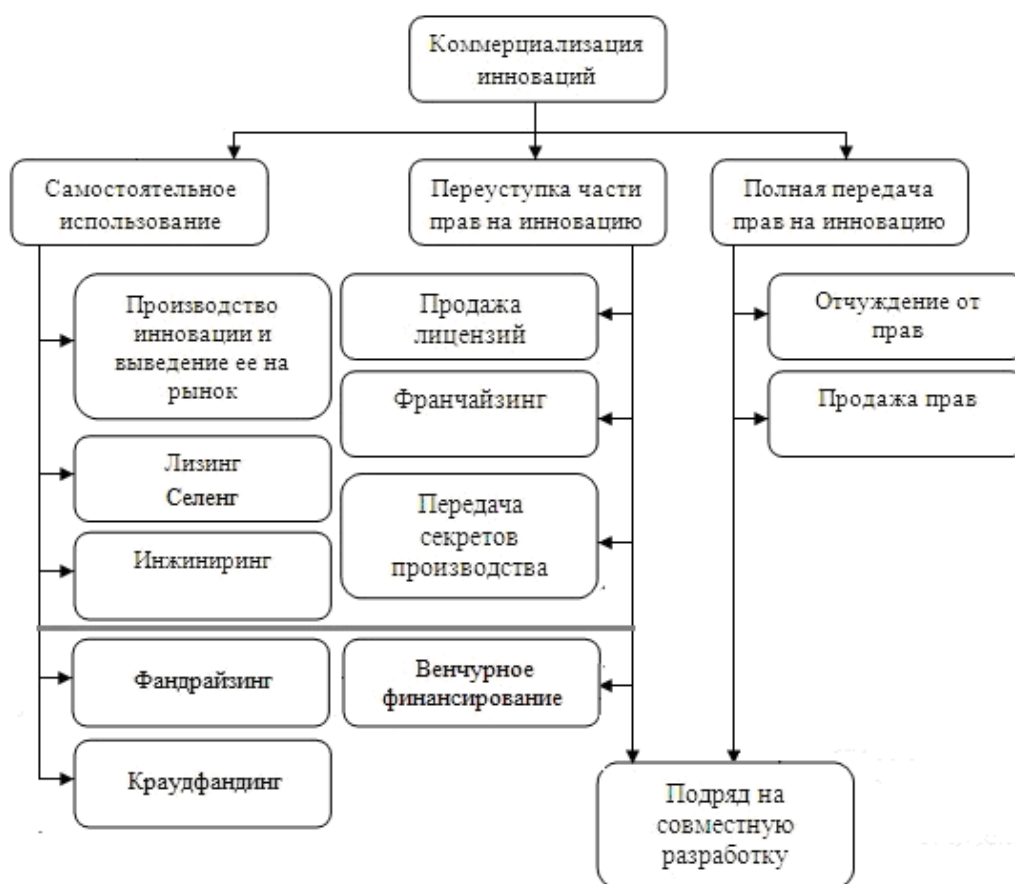 Коммерциализация
инноваций
Самостоятельное
использование
Переуступка части
прав на инновацию
Полная передача
прав на инновацию
Производство
инновации и
выведение ее на
рынок
Лизинг
Селенг
Инжиниринг
Фандрайзинг
Краудфандинг
Продажа
лицензий
Франчайзинг
Передача
секретов
производства
Венчурное
финансирование
Отчуждение от
прав
Продажа прав
Подряд на
совместную
разработку